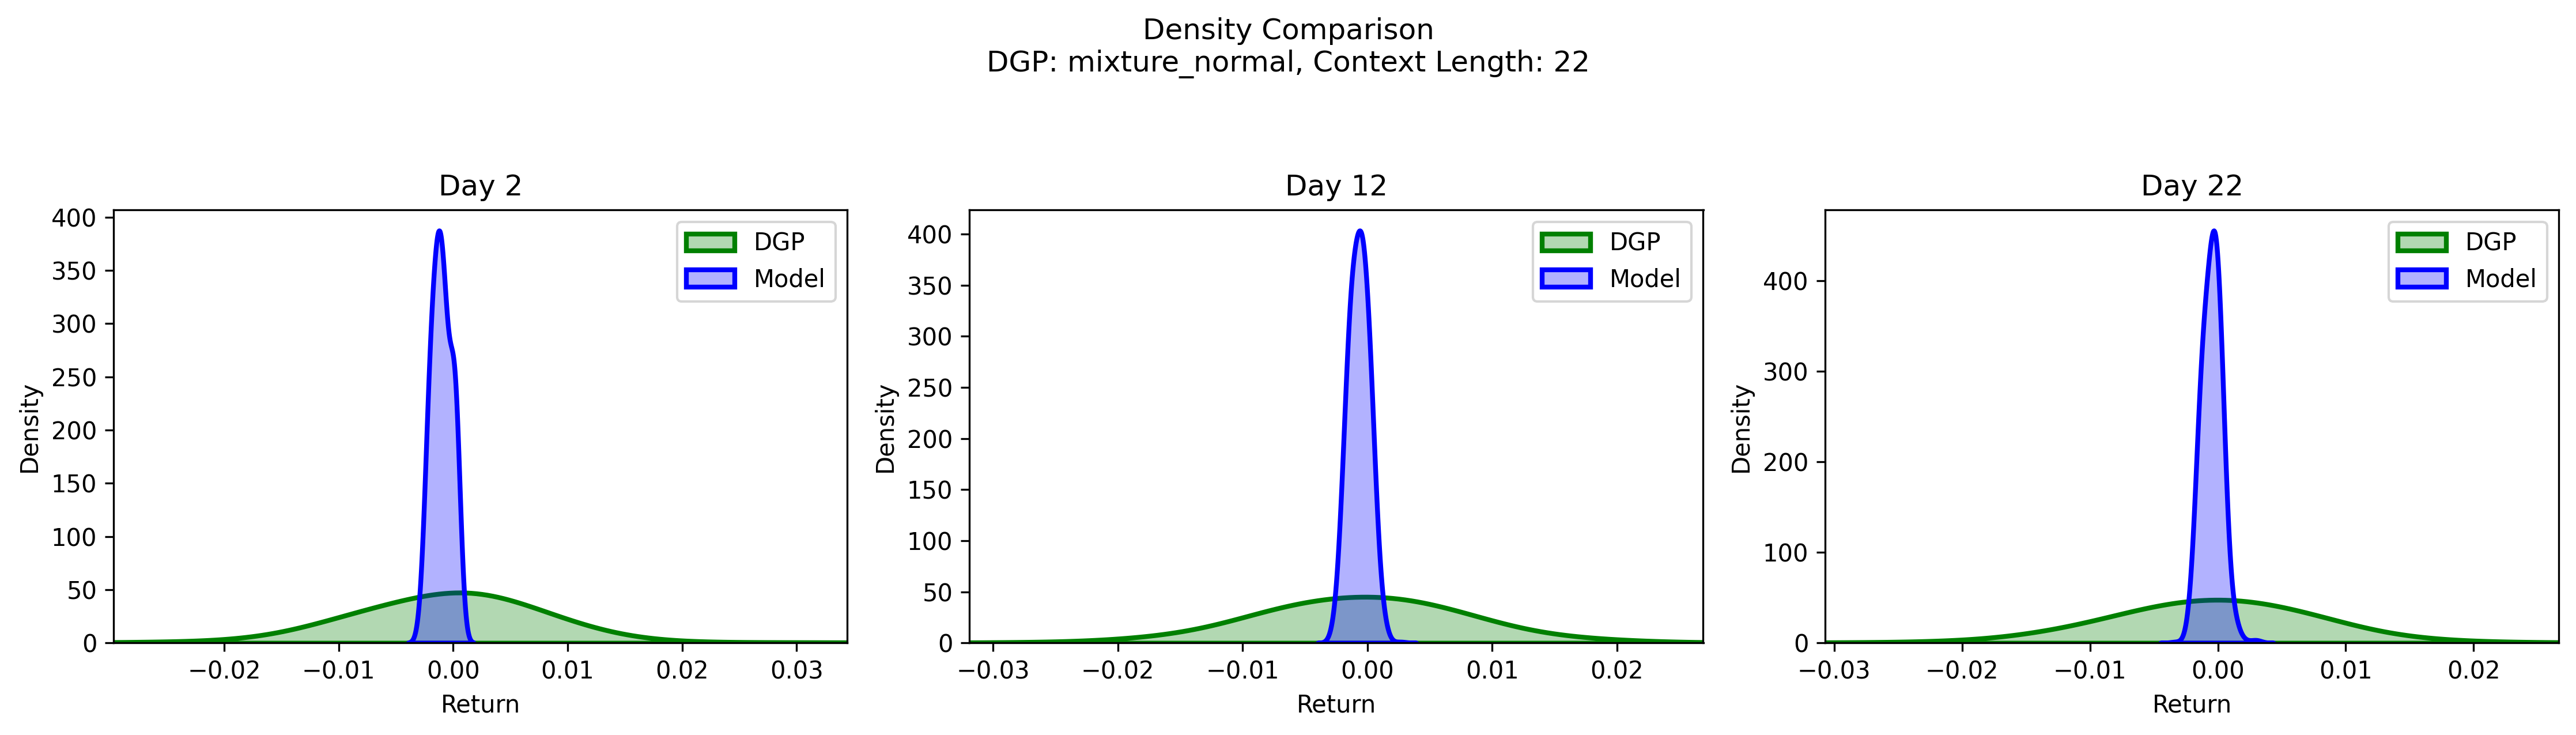 Density Comparison
DGP: mixture_normal, Context Length: 22
Day 2
400
350
300
250
200
150
100
50
0
Density
−0.02
−0.01
0.00
0.01
0.02
0.03
Return
DGP
Model
Day 12
400
350
300
250
200
150
100
50
0
Density
−0.03
−0.02
−0.01
0.00
0.01
0.02
Return
DGP
Model
Day 22
400
300
200
100
0
Density
−0.03
−0.02
−0.01
0.00
0.01
0.02
Return
DGP
Model